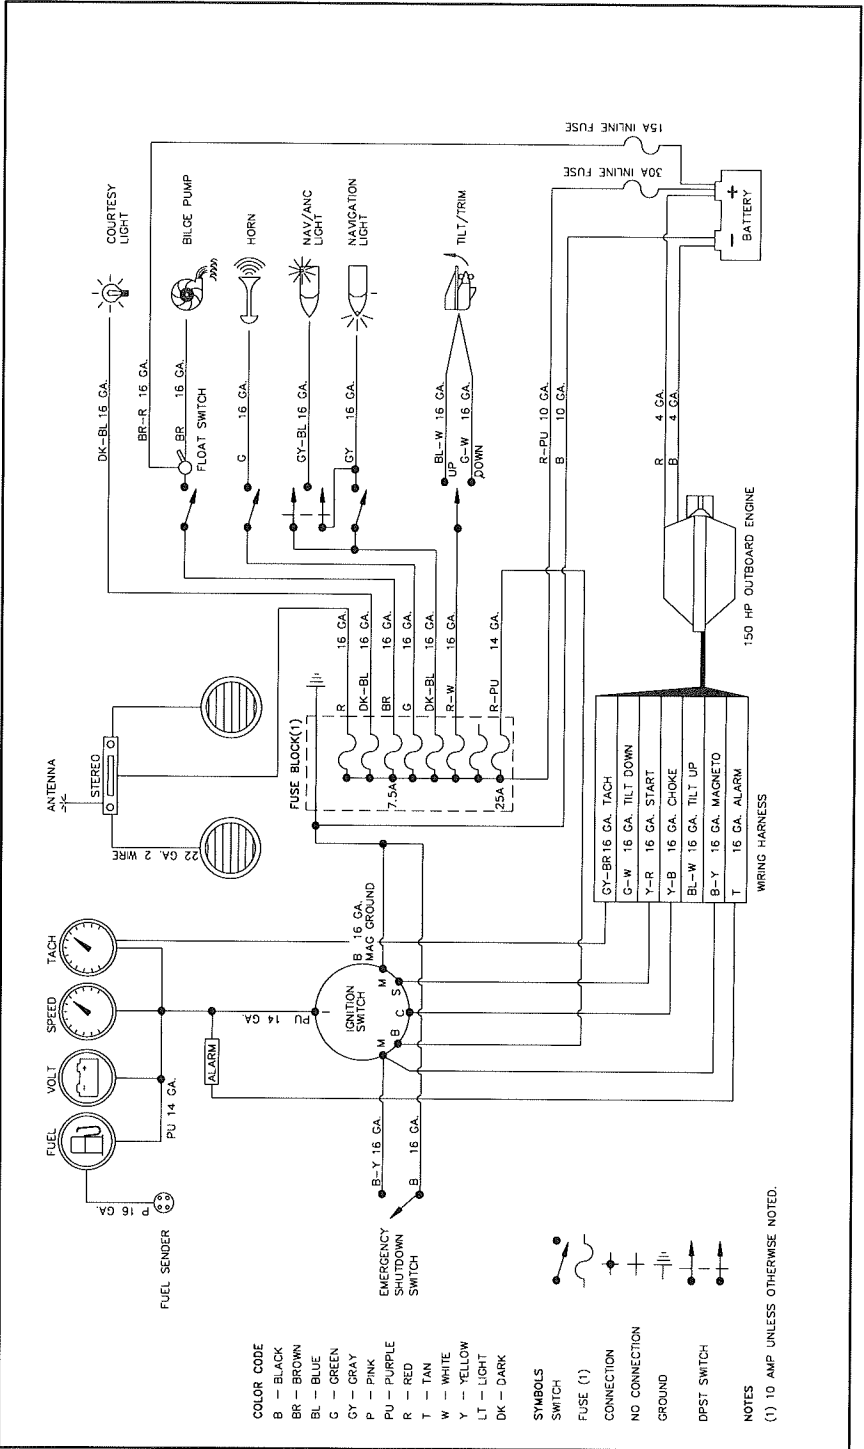 COURTESY
LIGHT
BILGE PUMP
HORN
NAV/ANC
LIGHT
NAVIGATION
LIGHT
TILT/TRIM
15A INLINE FUSE
30A INLINE FUSE
+
−
BATTERY
DK-BL 16 GA.
BR-R 16 GA.
BR 16 GA.
FLOAT SWITCH
G 16 GA.
GY-BL 16 GA.
GY 16 GA.
BL-W 16 GA.
UP
G-W 16 GA.
DOWN
R-PU 10 GA.
B 10 GA.
R 4 GA.
B 4 GA.
150 HP OUTBOARD ENGINE
ANTENNA
STEREO
22 GA. 2 WIRE
FUSE BLOCK(1)
R 16 GA.
DK-BL 16 GA.
BR 16 GA.
G 16 GA.
DK-BL 16 GA.
R-W 16 GA.
R-PU 14 GA.
7.5A
25A
GY-BR 16 GA. TACH
G-W 16 GA. TILT DOWN
Y-R 16 GA. START
Y-B 16 GA. CHOKE
BL-W 16 GA. TILT UP
B-Y 16 GA. MAGNETO
T 16 GA. ALARM
WIRING HARNESS
FUEL
VOLT
SPEED
TACH
PU 14 GA.
P 16 GA.
FUEL SENDER
ALARM
PU 14 GA.
I
IGNITION
SWITCH
M
B
C
S
M
B 16 GA.
MAG GROUND
B-Y 16 GA.
B 16 GA.
EMERGENCY
SHUTDOWN
SWITCH
COLOR CODE
B - BLACK
BR - BROWN
BL - BLUE
G - GREEN
GY - GRAY
P - PINK
PU - PURPLE
R - RED
T - TAN
W - WHITE
Y - YELLOW
LT - LIGHT
DK - DARK
SYMBOLS
SWITCH
FUSE (1)
CONNECTION
NO CONNECTION
GROUND
DPST SWITCH
NOTES
(1) 10 AMP UNLESS OTHERWISE NOTED.